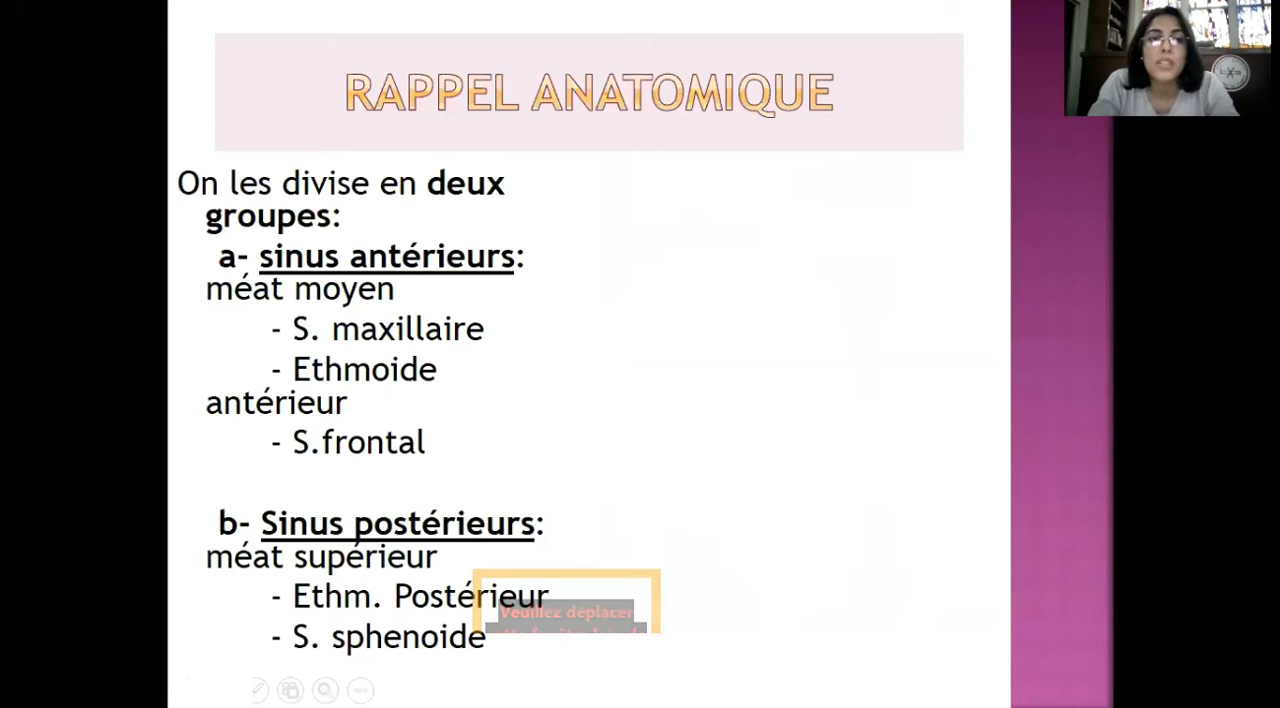 RAPPEL ANATOMIQUE
On les divise en deux
groupes:
a- sinus antérieurs:
méat moyen
- S. maxillaire
- Ethmoide
antérieur
- S.frontal
b- Sinus postérieurs:
méat supérieur
- Ethm. Postérieur
Veuillez déplacer
- S. sphenoide